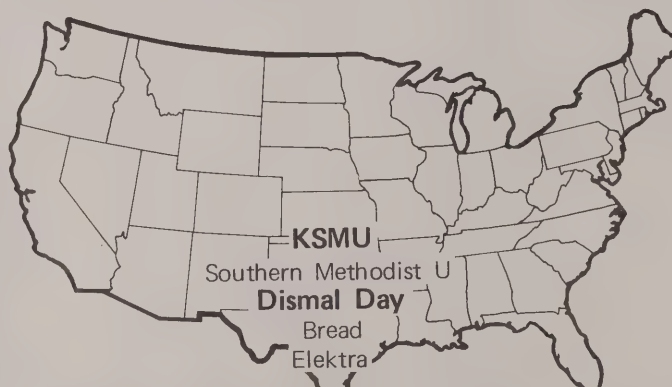 KSMU
Southern Methodist U
Dismal Day
Bread
Elektra